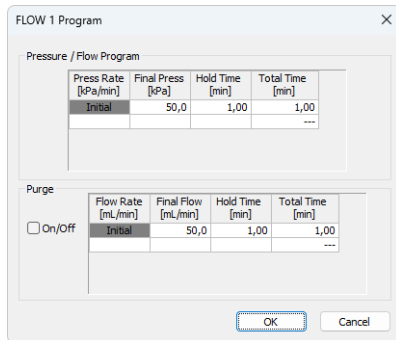 FLOW 1 Program
Pressure / Flow Program
Press Rate [kPa/min] Final Press [kPa] Hold Time [min] Total Time [min]
Initial 50,0 1,00 1,00
---
Purge
On/Off
Flow Rate [mL/min] Final Flow [mL/min] Hold Time [min] Total Time [min]
Initial 50,0 1,00 1,00
---
OK Cancel